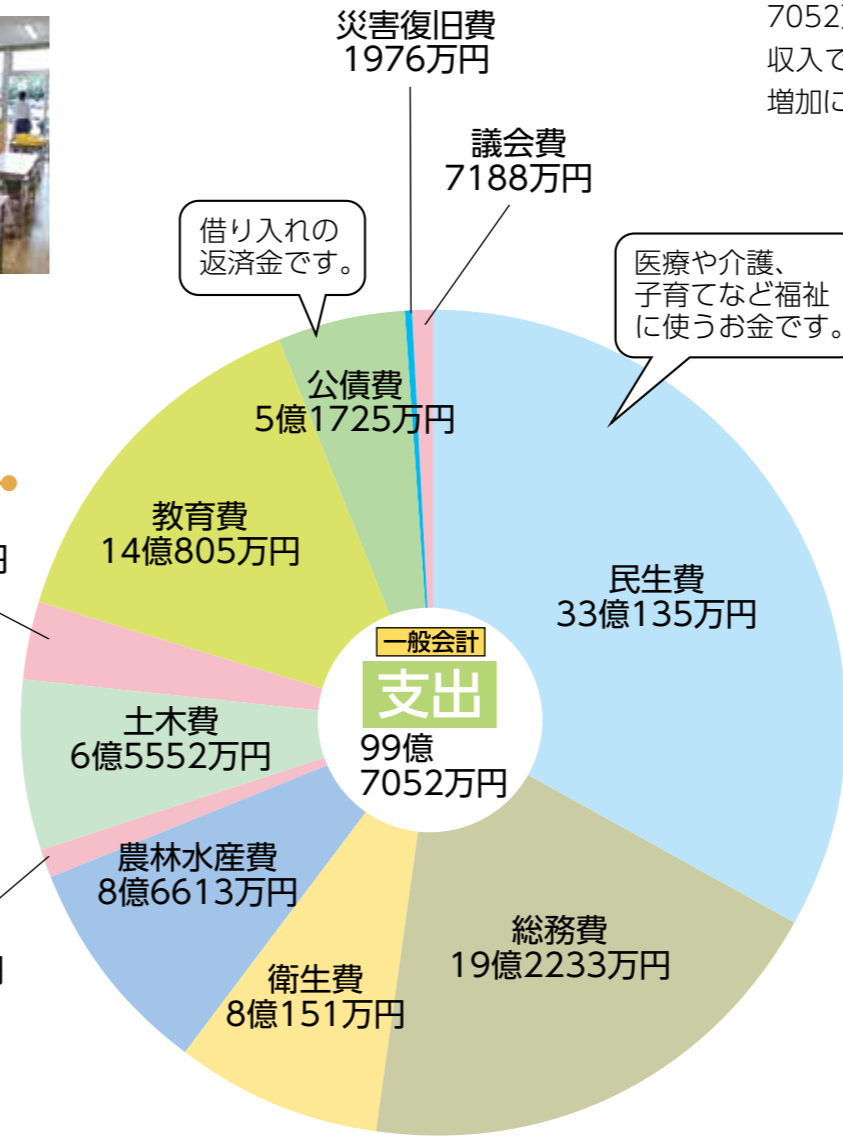 7052万
収入で
増加に
災害復旧費
1976万円
議会費
7188万円
借り入れの
返済金です。
医療や介護、
子育てなど福祉
に使うお金です。
公債費
5億1725万円
教育費
14億805万円
円
民生費
33億135万円
一般会計
支出
99億
7052万円
土木費
6億5552万円
農林水産費
8億6613万円
総務費
19億2233万円
衛生費
8億151万円